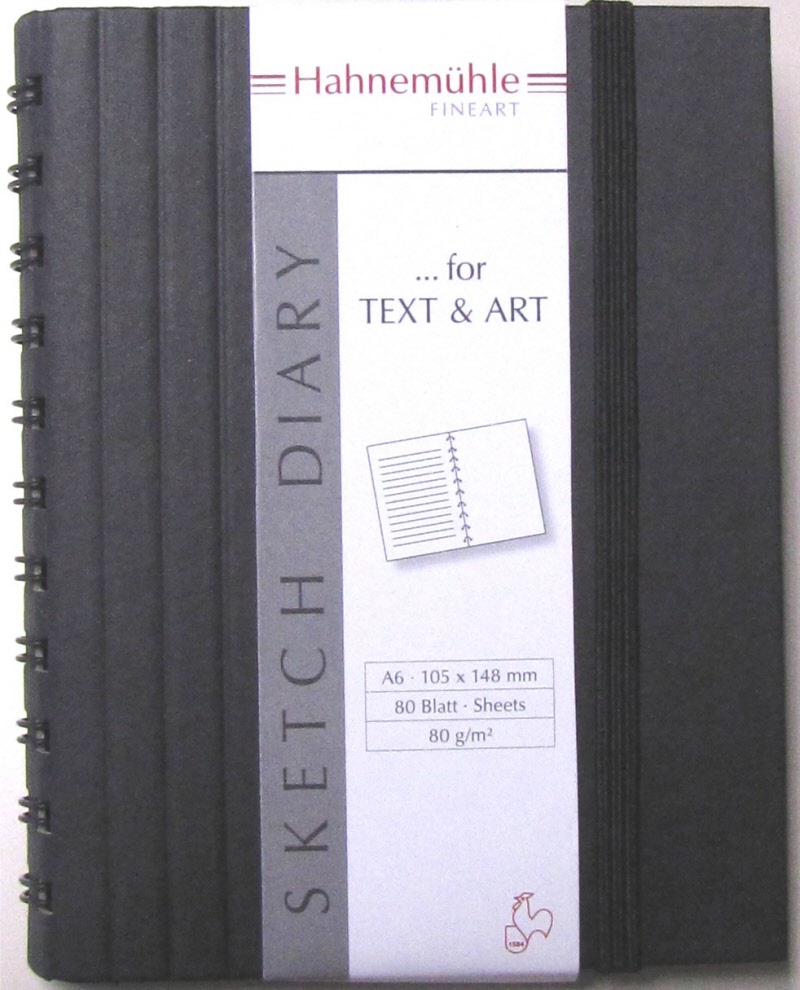 Hahnemühle
FINEART
SKETCH DIARY
... for
TEXT & ART
A6 · 105 x 148 mm
80 Blatt · Sheets
80 g/m²
1584